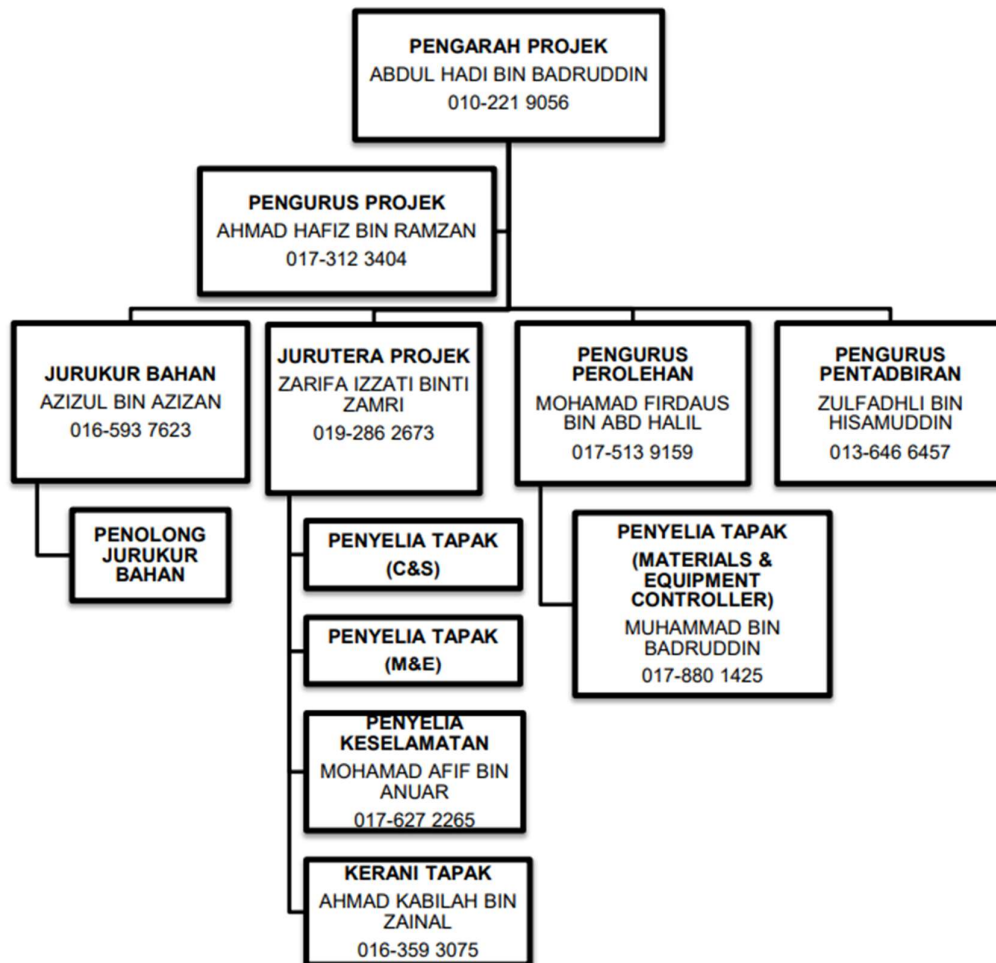 PENGARAH PROJEK
ABDUL HADI BIN BADRUDDIN
010-221 9056
PENGURUS PROJEK
AHMAD HAFIZ BIN RAMZAN
017-312 3404
JURUKUR BAHAN
AZIZUL BIN AZIZAN
016-593 7623
JURUTERA PROJEK
ZARIFA IZZATI BINTI
ZAMRI
019-286 2673
PENGURUS
PEROLEHAN
MOHAMAD FIRDAUS
BIN ABD HALIL
017-513 9159
PENGURUS
PENTADBIRAN
ZULFADHLI BIN
HISAMUDDIN
013-646 6457
PENOLONG
JURUKUR
BAHAN
PENYELIA TAPAK
(C&S)
PENYELIA TAPAK
(M&E)
PENYELIA
KESELAMATAN
MOHAMAD AFIF BIN
ANUAR
017-627 2265
KERANI TAPAK
AHMAD KABILAH BIN
ZAINAL
016-359 3075
PENYELIA TAPAK
(MATERIALS &
EQUIPMENT
CONTROLLER)
MUHAMMAD BIN
BADRUDDIN
017-880 1425